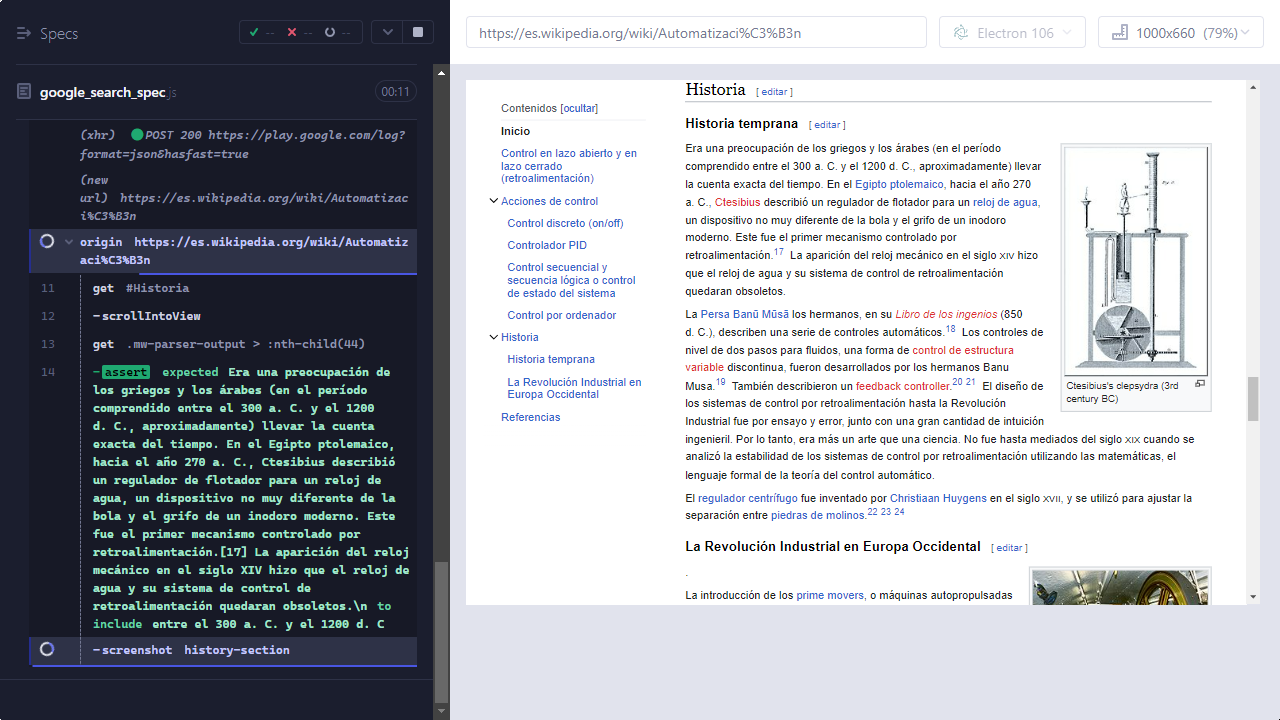 Specs
--
--
--
google_search_spec.js
00:11
(xhr) POST 200 https://play.google.com/log?
format=json&hasfast=true
(new
url) https://es.wikipedia.org/wiki/Automatizac
i%C3%B3n
origin https://es.wikipedia.org/wiki/Automatiz
aci%C3%B3n
11 get #Historia
12 -scrollIntoView
13 get .mw-parser-output > :nth-child(44)
14 -assert expected Era una preocupación de
los griegos y los árabes (en el período
comprendido entre el 300 a. C. y el 1200
d. C., aproximadamente) llevar la cuenta
exacta del tiempo. En el Egipto ptolemaico,
hacia el año 270 a. C., Ctesibius describió
un regulador de flotador para un reloj de
agua, un dispositivo no muy diferente de la
bola y el grifo de un inodoro moderno. Este
fue el primer mecanismo controlado por
retroalimentación.[17] La aparición del reloj
mecánico en el siglo XIV hizo que el reloj de
agua y su sistema de control de
retroalimentación quedaran obsoletos.\n to
include entre el 300 a. C. y el 1200 d. C
-screenshot history-section
https://es.wikipedia.org/wiki/Automatizaci%C3%B3n
Electron 106
1000x660 (79%)
Contenidos [ocultar]
Inicio
Control en lazo abierto y en
lazo cerrado
(retroalimentación)
Acciones de control
Control discreto (on/off)
Controlador PID
Control secuencial y
secuencia lógica o control
de estado del sistema
Control por ordenador
Historia
Historia temprana
La Revolución Industrial en
Europa Occidental
Referencias
Historia [ editar ]
Historia temprana [ editar ]
Era una preocupación de los griegos y los árabes (en el período
comprendido entre el 300 a. C. y el 1200 d. C., aproximadamente) llevar
la cuenta exacta del tiempo. En el Egipto ptolemaico, hacia el año 270
a. C., Ctesibius describió un regulador de flotador para un reloj de agua,
un dispositivo no muy diferente de la bola y el grifo de un inodoro
moderno. Este fue el primer mecanismo controlado por
retroalimentación.17 La aparición del reloj mecánico en el siglo XIV hizo
que el reloj de agua y su sistema de control de retroalimentación
quedaran obsoletos.
La Persa Banū Mūsā los hermanos, en su Libro de los ingenios (850
d. C.), describen una serie de controles automáticos.18 Los controles de
nivel de dos pasos para fluidos, una forma de control de estructura
variable discontinua, fueron desarrollados por los hermanos Banu
Musa.19 También describieron un feedback controller.20 21 El diseño de
los sistemas de control por retroalimentación hasta la Revolución
Industrial fue por ensayo y error, junto con una gran cantidad de intuición
ingenieril. Por lo tanto, era más un arte que una ciencia. No fue hasta mediados del siglo XIX cuando se
analizó la estabilidad de los sistemas de control por retroalimentación utilizando las matemáticas, el
lenguaje formal de la teoría del control automático.
El regulador centrífugo fue inventado por Christiaan Huygens en el siglo XVII, y se utilizó para ajustar la
separación entre piedras de molinos.22 23 24
Ctesibius's clepsydra (3rd
century BC)
La Revolución Industrial en Europa Occidental [ editar ]
.
La introducción de los prime movers, o máquinas autopropulsadas